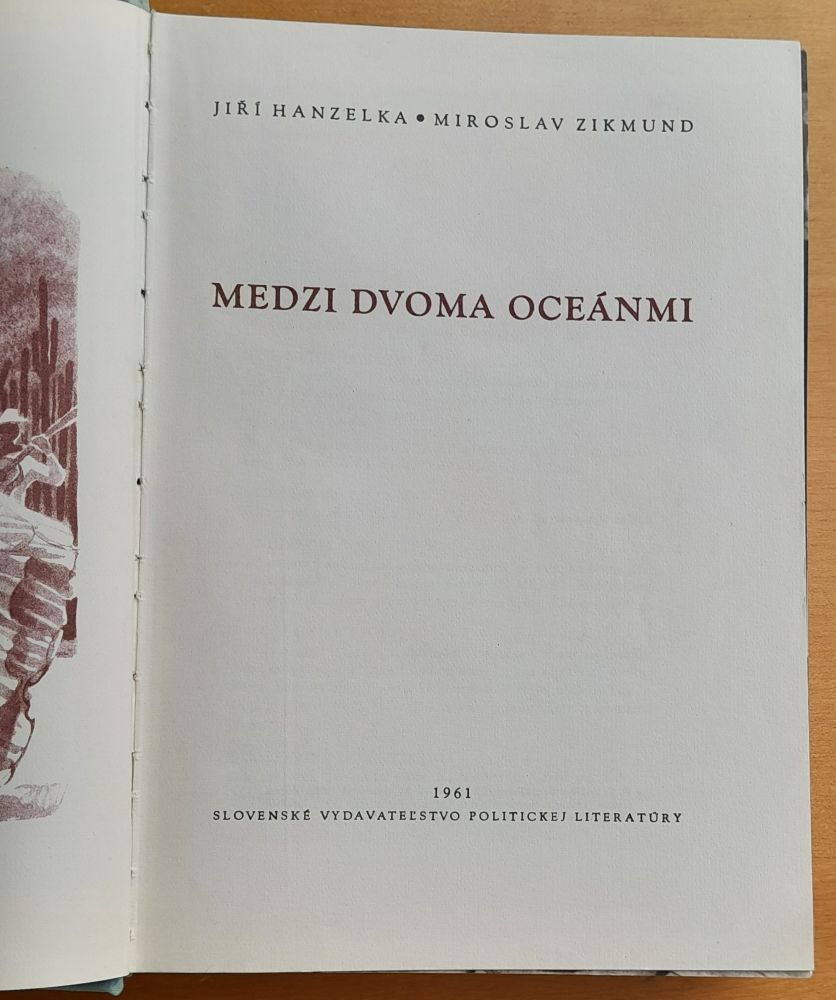 JIŘÍ HANZELKA • MIROSLAV ZIKMUND
MEDZI DVOMA OCEÁNMI
1961
SLOVENSKÉ VYDAVATEĽSTVO POLITICKEJ LITERATÚRY